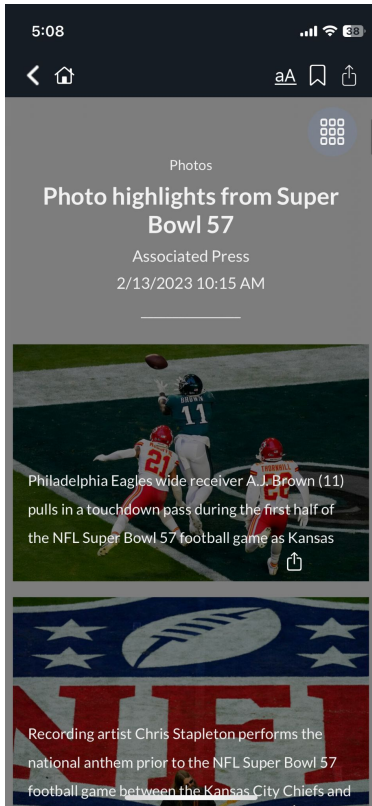 5:08
38
aA
Photos
Photo highlights from Super
Bowl 57
Associated Press
2/13/2023 10:15 AM
BROWN
11
21
THORNHILL
22
Philadelphia Eagles wide receiver A.J. Brown (11)
pulls in a touchdown pass during the first half of
the NFL Super Bowl 57 football game as Kansas
NFL
Recording artist Chris Stapleton performs the
national anthem prior to the NFL Super Bowl 57
football game between the Kansas City Chiefs and